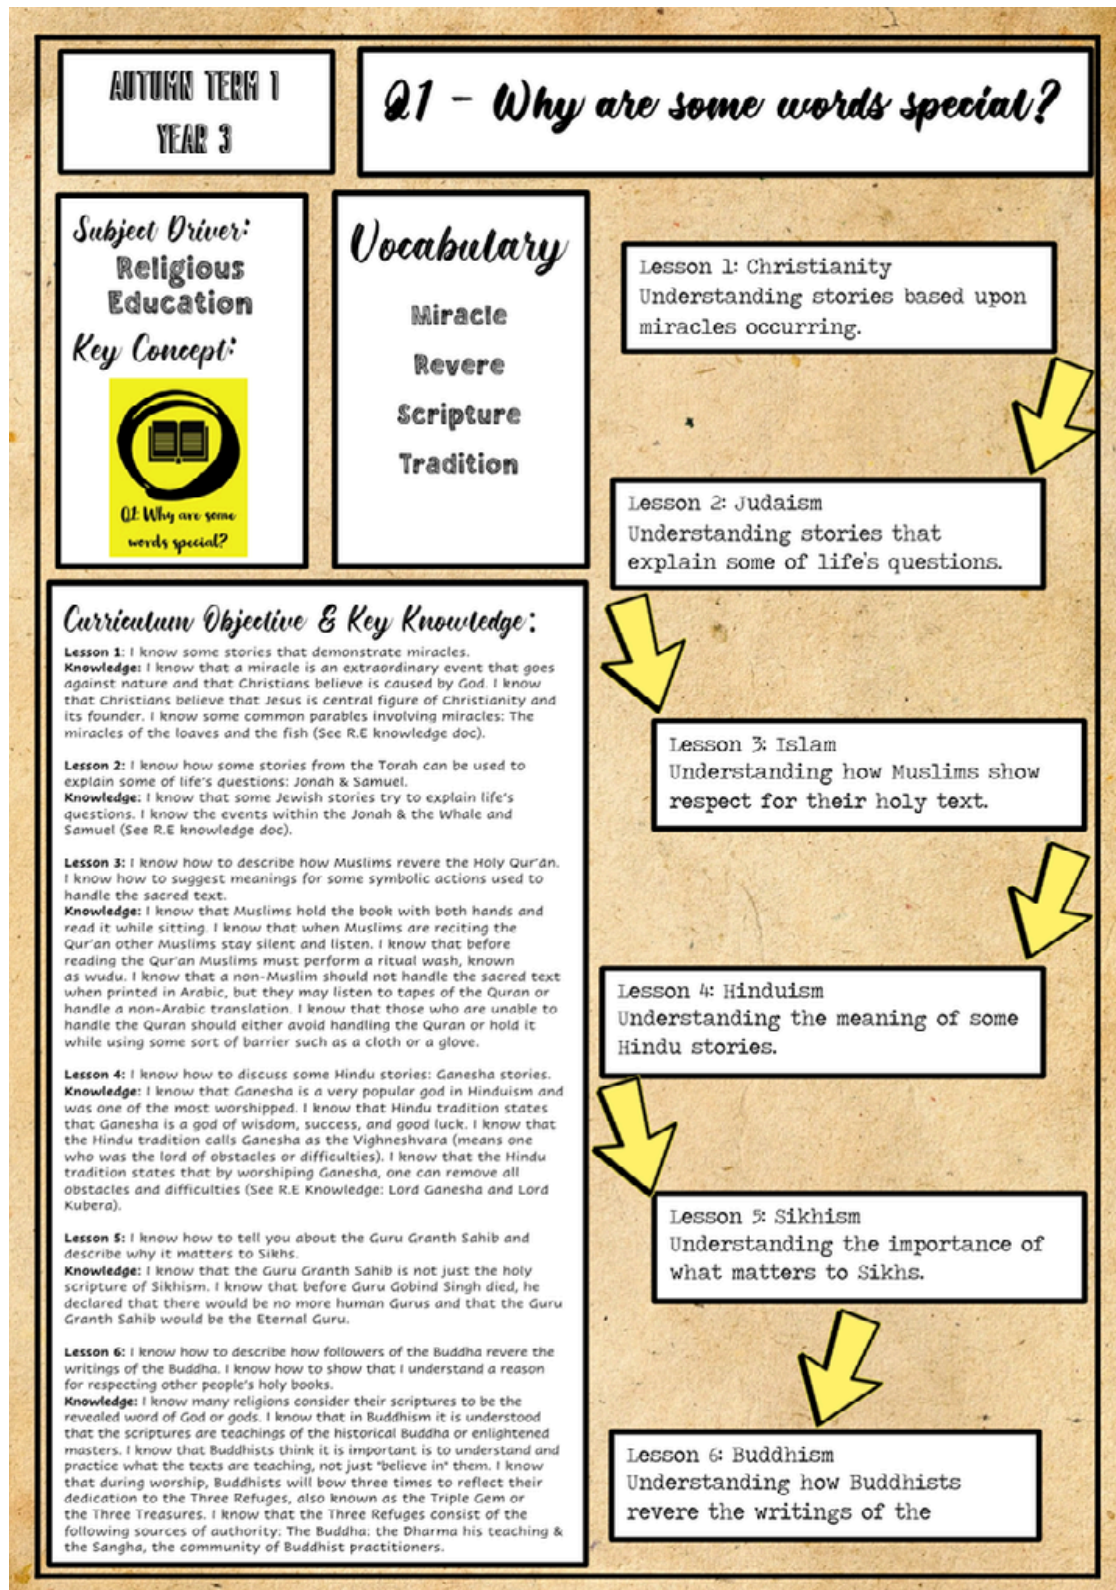 AUTUMN TERM 1
YEAR 3
Q1 - Why are some words special?
Subject Driver:
Religious
Education
Key Concept:
Q1: Why are some
words special?
Vocabulary
Miracle
Revere
Scripture
Tradition
Curriculum Objective & Key Knowledge:
Lesson 1: I know some stories that demonstrate miracles.
Knowledge: I know that a miracle is an extraordinary event that goes
against nature and that Christians believe is caused by God. I know
that Christians believe that Jesus is central figure of Christianity and
its founder. I know some common parables involving miracles: The
miracles of the loaves and the fish (See R.E knowledge doc).
Lesson 2: I know how some stories from the Torah can be used to
explain some of life's questions: Jonah & Samuel.
Knowledge: I know that some Jewish stories try to explain life's
questions. I know the events within the Jonah & the Whale and
Samuel (See R.E knowledge doc).
Lesson 3: I know how to describe how Muslims revere the Holy Qur'an.
I know how to suggest meanings for some symbolic actions used to
handle the sacred text.
Knowledge: I know that Muslims hold the book with both hands and
read it while sitting. I know that when Muslims are reciting the
Qur'an other Muslims stay silent and listen. I know that before
reading the Qur'an Muslims must perform a ritual wash, known
as wudu. I know that a non-Muslim should not handle the sacred text
when printed in Arabic, but they may listen to tapes of the Quran or
handle a non-Arabic translation. I know that those who are unable to
handle the Quran should either avoid handling the Quran or hold it
while using some sort of barrier such as a cloth or a glove.
Lesson 4: I know how to discuss some Hindu stories: Ganesha stories.
Knowledge: I know that Ganesha is a very popular god in Hinduism and
was one of the most worshipped. I know that Hindu tradition states
that Ganesha is a god of wisdom, success, and good luck. I know that
the Hindu tradition calls Ganesha as the Vighneshvara (means one
who was the lord of obstacles or difficulties). I know that the Hindu
tradition states that by worshiping Ganesha, one can remove all
obstacles and difficulties (See R.E Knowledge: Lord Ganesha and Lord
Kubera).
Lesson 5: I know how to tell you about the Guru Granth Sahib and
describe why it matters to Sikhs.
Knowledge: I know that the Guru Granth Sahib is not just the holy
scripture of Sikhism. I know that before Guru Gobind Singh died, he
declared that there would be no more human Gurus and that the Guru
Granth Sahib would be the Eternal Guru.
Lesson 6: I know how to describe how followers of the Buddha revere the
writings of the Buddha. I know how to show that I understand a reason
for respecting other people's holy books.
Knowledge: I know many religions consider their scriptures to be the
revealed word of God or gods. I know that in Buddhism it is understood
that the scriptures are teachings of the historical Buddha or enlightened
masters. I know that Buddhists think it is important is to understand and
practice what the texts are teaching, not just "believe in" them. I know
that during worship, Buddhists will bow three times to reflect their
dedication to the Three Refuges, also known as the Triple Gem or
the Three Treasures. I know that the Three Refuges consist of the
following sources of authority: The Buddha: the Dharma his teaching &
the Sangha, the community of Buddhist practitioners.
Lesson 1: Christianity
Understanding stories based upon
miracles occurring.
Lesson 2: Judaism
Understanding stories that
explain some of life's questions.
Lesson 3: Islam
Understanding how Muslims show
respect for their holy text.
Lesson 4: Hinduism
Understanding the meaning of some
Hindu stories.
Lesson 5: Sikhism
Understanding the importance of
what matters to Sikhs.
Lesson 6: Buddhism
Understanding how Buddhists
revere the writings of the